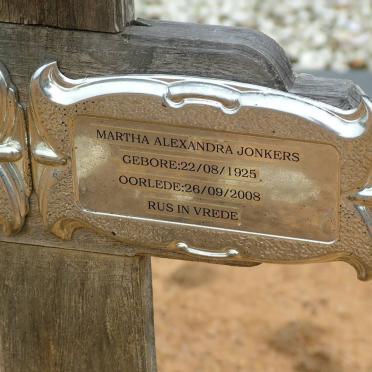 MARTHA ALEXANDRA JONKERS
GEBORE:22/08/1925
OORLEDE:26/09/2008
RUS IN VREDE